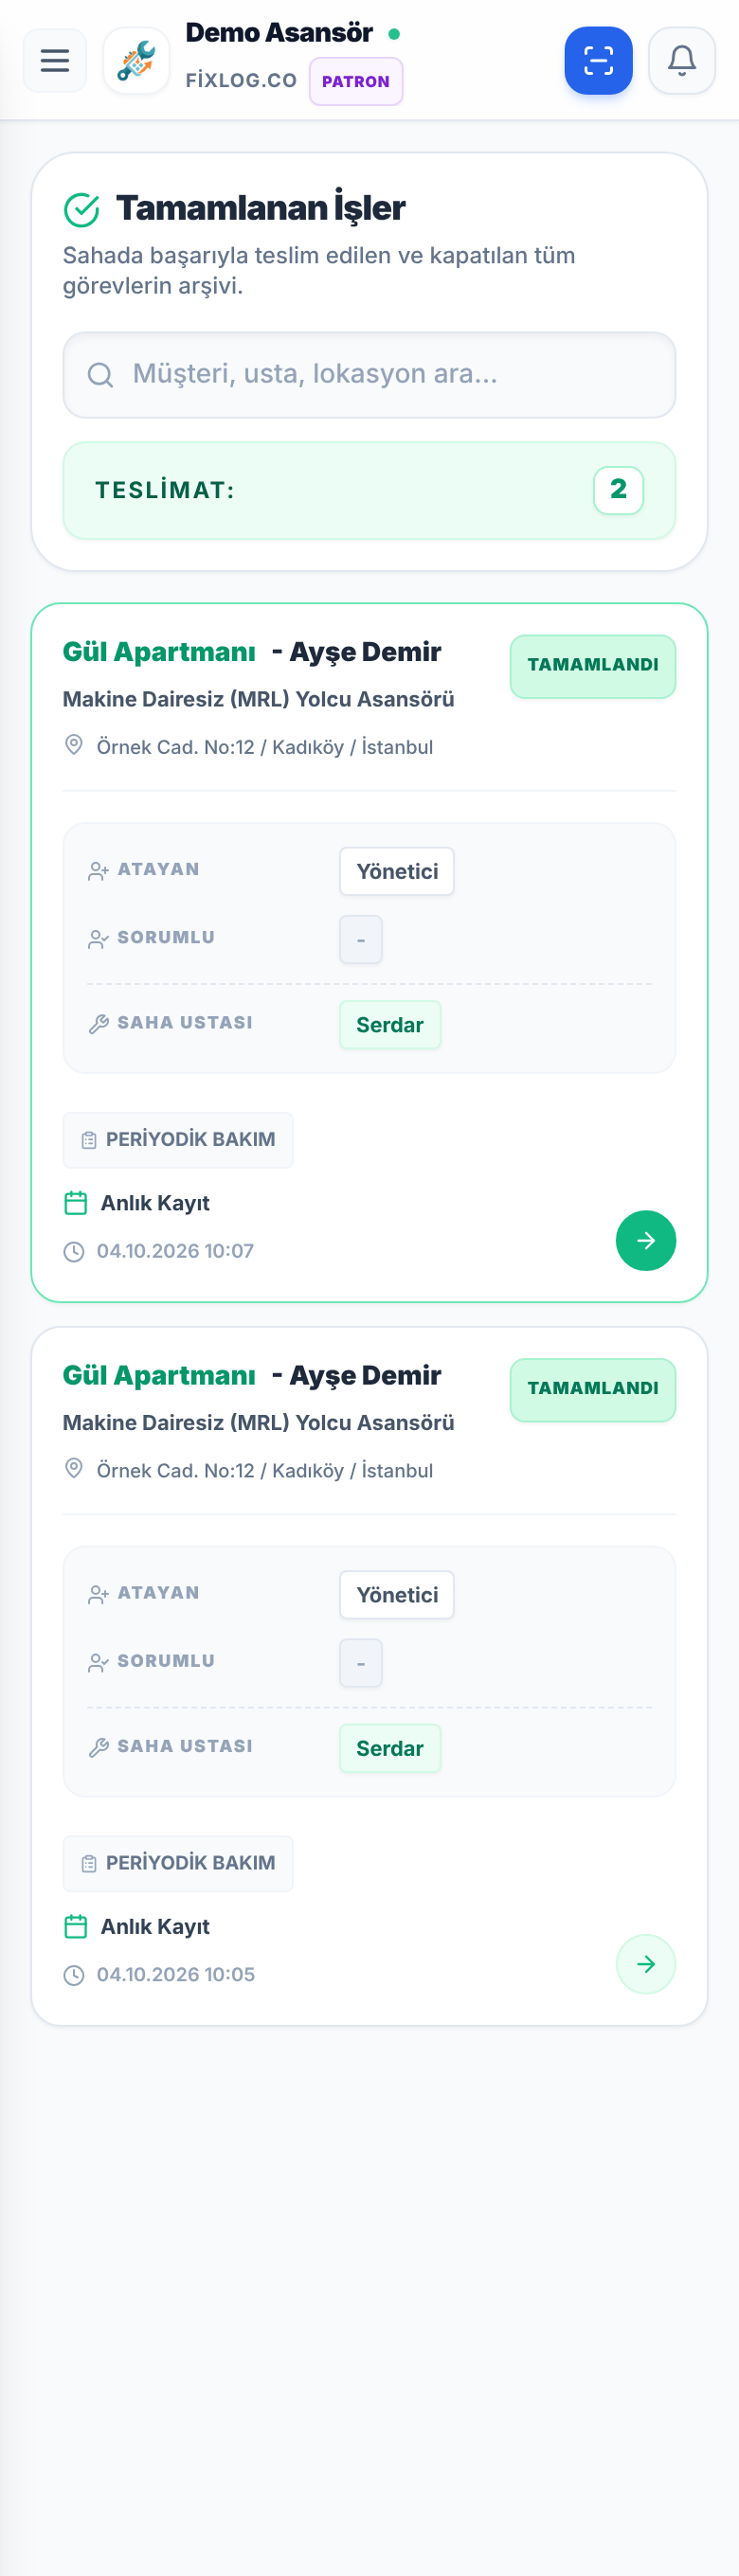 Demo Asansör
FİXLOG.CO PATRON
Tamamlanan İşler
Sahada başarıyla teslim edilen ve kapatılan tüm
görevlerin arşivi.
Müşteri, usta, lokasyon ara...
TESLİMAT: 2
Gül Apartmanı - Ayşe Demir TAMAMLANDI
Makine Dairesiz (MRL) Yolcu Asansörü
Örnek Cad. No:12 / Kadıköy / İstanbul
ATAYAN Yönetici
SORUMLU -
SAHA USTASI Serdar
PERİYODİK BAKIM
Anlık Kayıt
04.10.2026 10:07
Gül Apartmanı - Ayşe Demir TAMAMLANDI
Makine Dairesiz (MRL) Yolcu Asansörü
Örnek Cad. No:12 / Kadıköy / İstanbul
ATAYAN Yönetici
SORUMLU -
SAHA USTASI Serdar
PERİYODİK BAKIM
Anlık Kayıt
04.10.2026 10:05